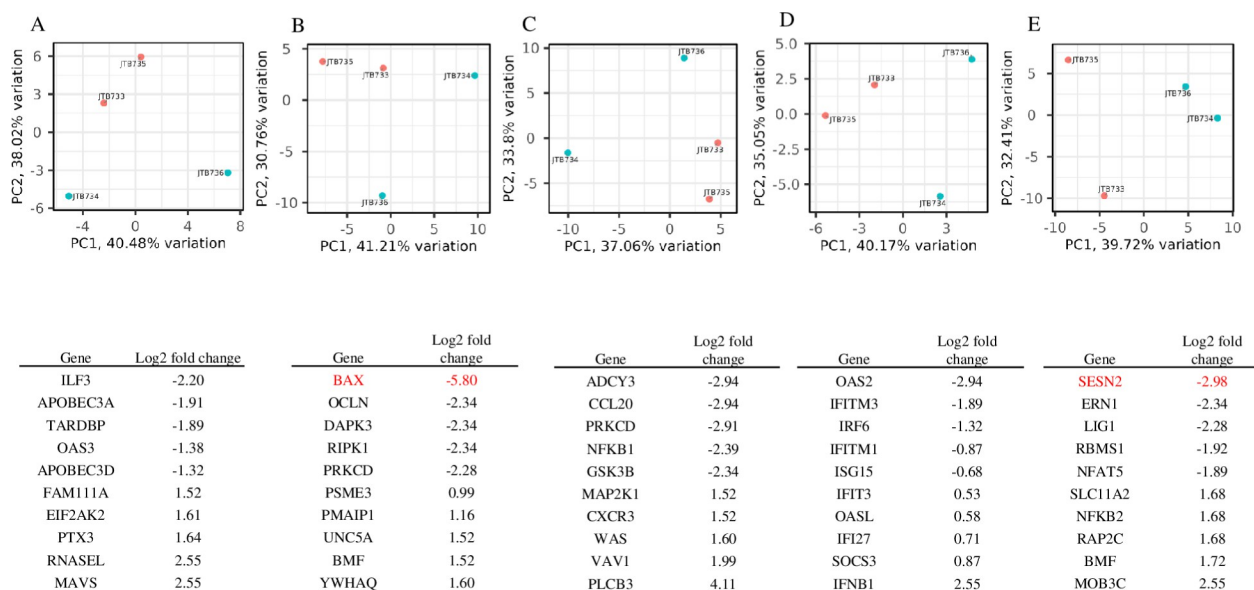 A
PC2, 38.02% variation
6
3
0
-3
-6
JTB735
JTB733
JTB736
JTB734
-4
0
4
8
PC1, 40.48% variation
B
PC2, 30.76% variation
5
0
-5
-10
JTB735
JTB733
JTB734
JTB736
-5
0
5
10
PC1, 41.21% variation
C
PC2, 33.8% variation
10
5
0
-5
JTB736
JTB733
JTB734
JTB735
-10
-5
0
5
PC1, 37.06% variation
D
PC2, 35.05% variation
5.0
2.5
0.0
-2.5
-5.0
JTB736
JTB733
JTB735
JTB734
-6
-3
0
3
PC1, 40.17% variation
E
PC2, 32.41% variation
5
0
-5
-10
JTB735
JTB736
JTB734
JTB733
-10
-5
0
5
10
PC1, 39.72% variation
Gene Log2 fold change
ILF3 -2.20
APOBEC3A -1.91
TARDBP -1.89
OAS3 -1.38
APOBEC3D -1.32
FAM111A 1.52
EIF2AK2 1.61
PTX3 1.64
RNASEL 2.55
MAVS 2.55
Log2 fold
Gene change
BAX -5.80
OCLN -2.34
DAPK3 -2.34
RIPK1 -2.34
PRKCD -2.28
PSME3 0.99
PMAIP1 1.16
UNC5A 1.52
BMF 1.52
YWHAQ 1.60
Log2 fold
Gene change
ADCY3 -2.94
CCL20 -2.94
PRKCD -2.91
NFKB1 -2.39
GSK3B -2.34
MAP2K1 1.52
CXCR3 1.52
WAS 1.60
VAV1 1.99
PLCB3 4.11
Log2 fold
Gene change
OAS2 -2.94
IFITM3 -1.89
IRF6 -1.32
IFITM1 -0.87
ISG15 -0.68
IFIT3 0.53
OASL 0.58
IFI27 0.71
SOCS3 0.87
IFNB1 2.55
Log2 fold
Gene change
SESN2 -2.98
ERN1 -2.34
LIG1 -2.28
RBMS1 -1.92
NFAT5 -1.89
SLC11A2 1.68
NFKB2 1.68
RAP2C 1.68
BMF 1.72
MOB3C 2.55